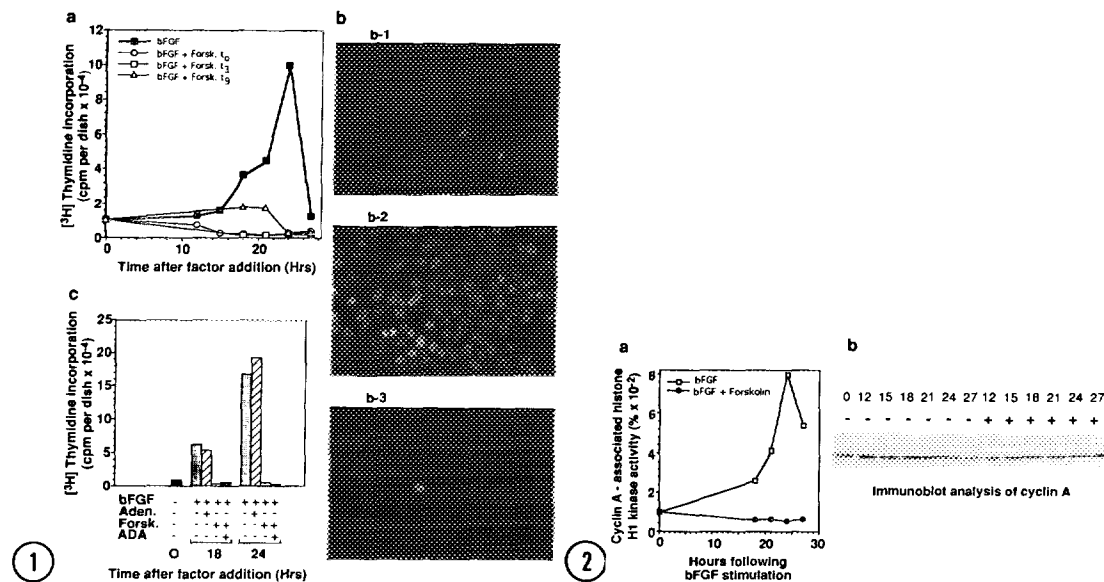 a
[³H] Thymidine incorporation
(cpm per dish x 10⁻⁴)
12
10
8
6
4
2
0
bFGF
bFGF + Forsk. t₀
bFGF + Forsk. t₃
bFGF + Forsk. t₉
0 10 20
Time after factor addition (Hrs)
b
b-1
b-2
b-3
c
[³H] Thymidine incorporation
(cpm per dish x 10⁻⁴)
25
20
15
10
5
0
bFGF - ++++ ++++
Aden. - -+-- -+--
Forsk. - --++ --++
ADA - ---+ ---+
O 18 24
Time after factor addition (Hrs)
1
a
Cyclin A - associated histone
H1 kinase activity (% x 10⁻²)
8
6
4
2
0
bFGF
bFGF + Forskolin
0 10 20 30
Hours following
bFGF stimulation
2
b
0 12 15 18 21 24 27 12 15 18 21 24 27
- - - - - - - + + + + + +
Immunoblot analysis of cyclin A